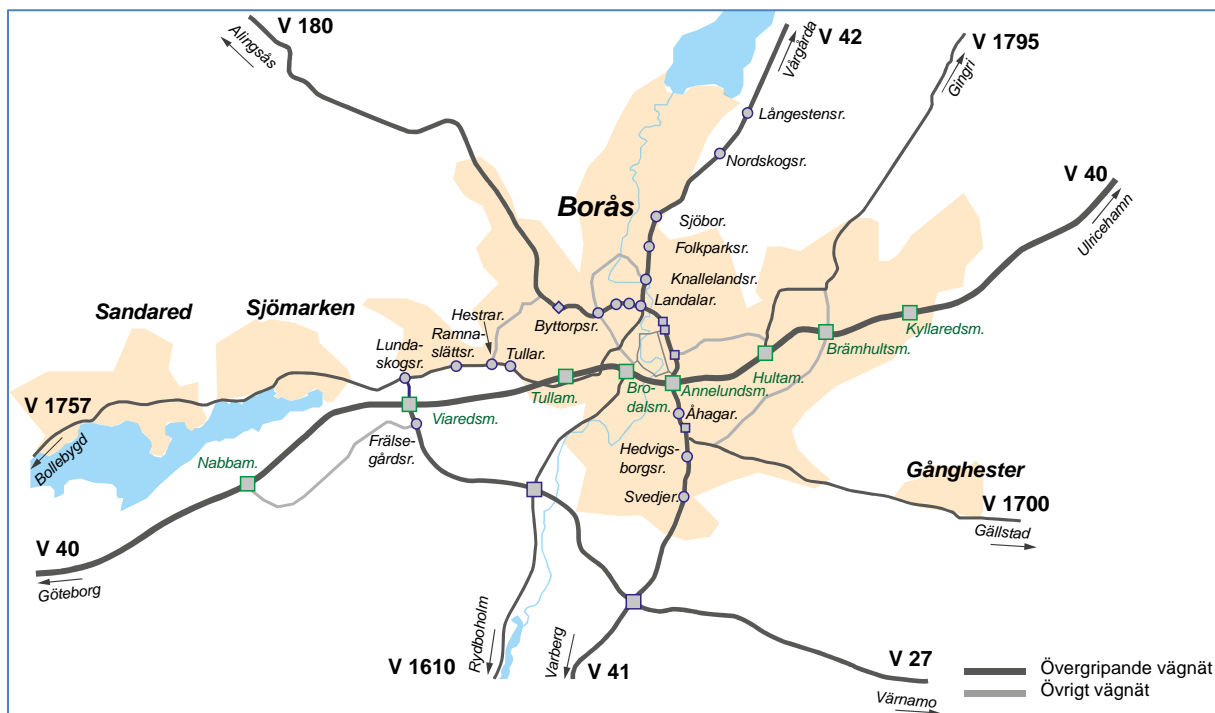 V 180
Alingsås
V 42
Vårgårda
V 1795
Gingri
Långestensr.
Nordskogsr.
V 40
Ulricehamn
Borås
Sjöbor.
Folkparksr.
Knallelandsr.
Landalar.
Sandared
Sjömarken
Hestrar.
Ramna-
slättsr.
Byttorpsr.
Lunda-
skogsr.
Tullar.
Kyllaredsm.
Brämhultsm.
Hultam.
Tullam.
Bro-
dalsm.
Annelundsm.
V 1757
Bollebygd
Viaredsm.
Åhagar.
Frälse-
gårdsr.
Hedvigs-
borgsr.
Nabbam.
Gånghester
Svedjer.
V 1700
Gällstad
V 40
Göteborg
Rydboholm
V 1610
Varberg
V 41
V 27
Värnamo
Övergripande vägnät
Övrigt vägnät